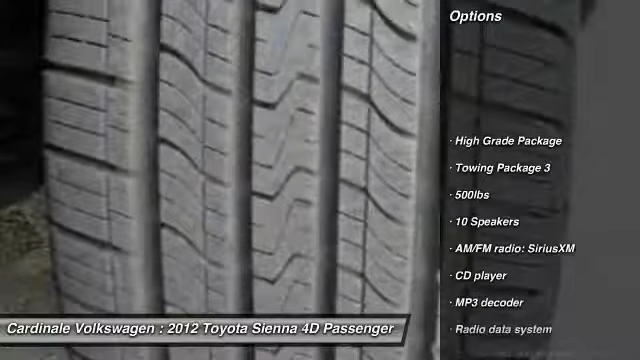 Options
· High Grade Package
· Towing Package 3
· 500lbs
· 10 Speakers
· AM/FM radio: SiriusXM
· CD player
· MP3 decoder
· Radio data system
Cardinale Volkswagen : 2012 Toyota Sienna 4D Passenger